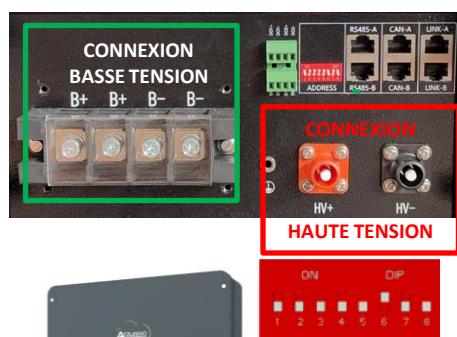 CONNEXION
BASSE TENSION
B+ B+ B- B-
RS485-A CAN-A LINK-A
ADDRESS RS485-B CAN-B LINK-B
CONNEXION
HV+ HV-
HAUTE TENSION
ON DIP
1 2 3 4 5 6 7 8
AZZURRO